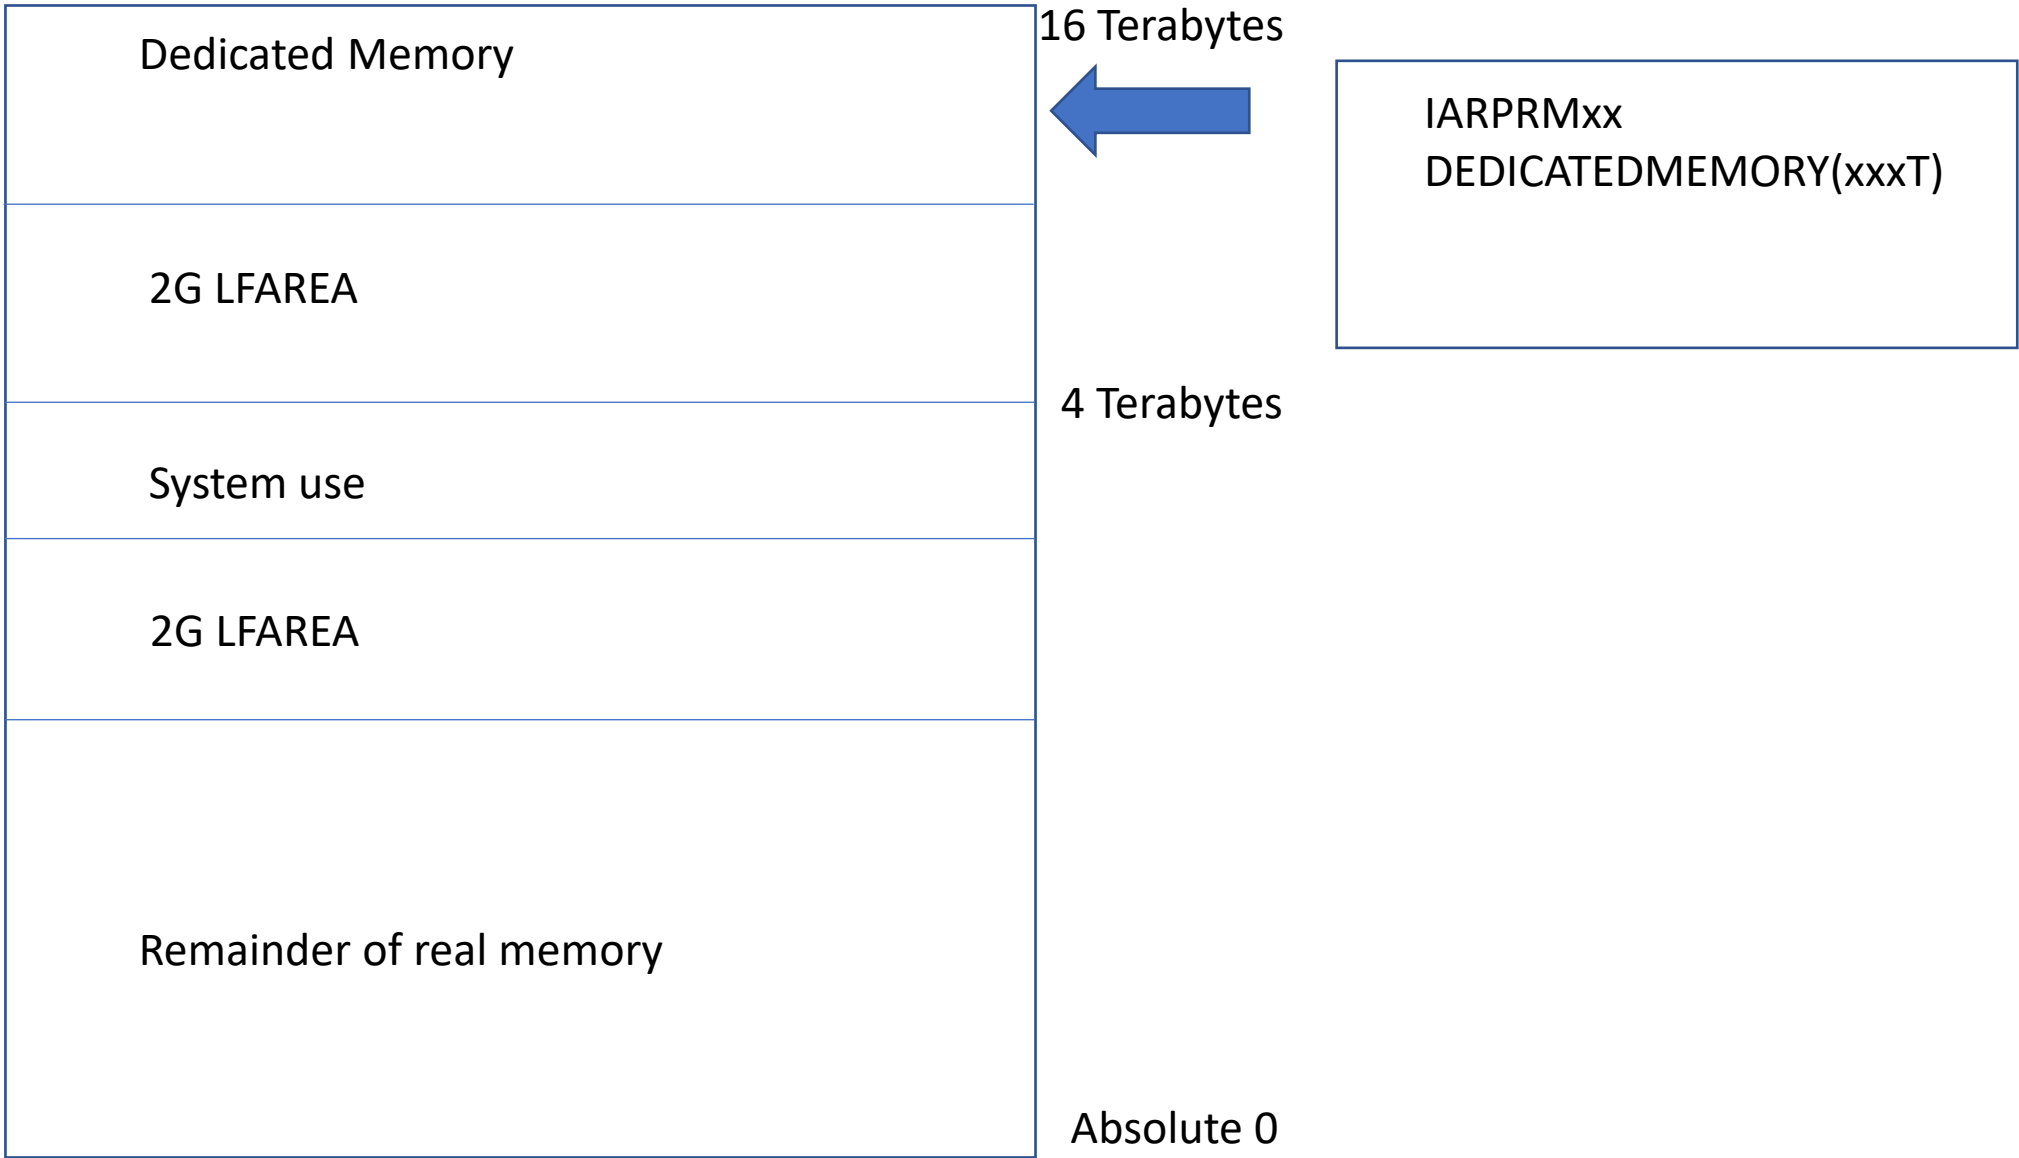 Dedicated Memory
16 Terabytes
IARPRMxx
DEDICATEDMEMORY(xxxT)
2G LFAREA
4 Terabytes
System use
2G LFAREA
Remainder of real memory
Absolute 0